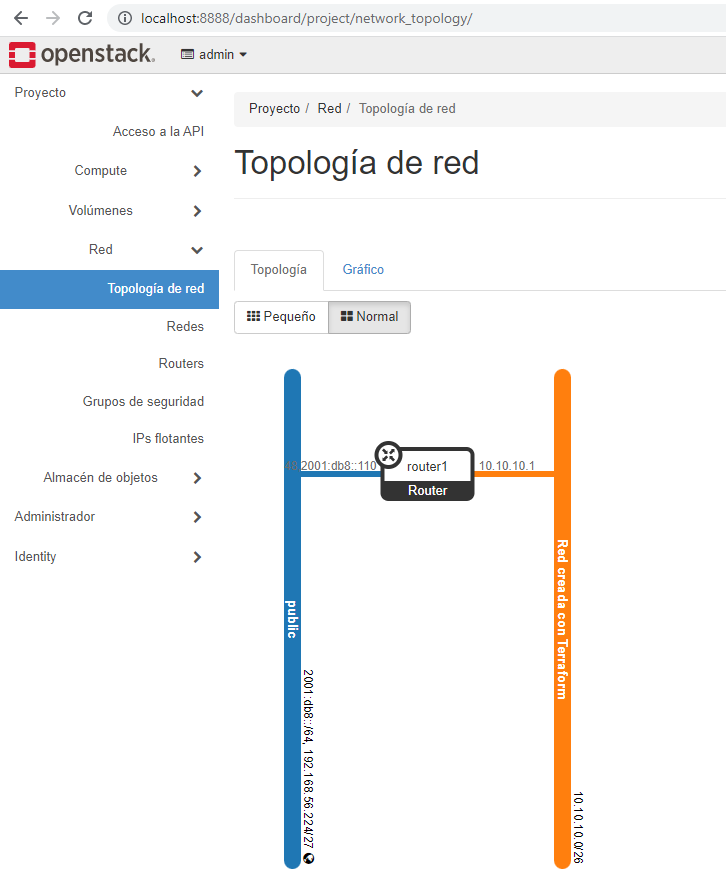 localhost:8888/dashboard/project/network_topology/
openstack.
admin
Proyecto
Acceso a la API
Compute
Volúmenes
Red
Topología de red
Redes
Routers
Grupos de seguridad
IPs flotantes
Almacén de objetos
Administrador
Identity
Proyecto / Red / Topología de red
Topología de red
Topología
Gráfico
Pequeño
Normal
2001:db8::110
router1
10.10.10.1
Router
public
2001:db8::/64, 192.168.56.224/27
Red creada con Terraform
10.10.10.0/26